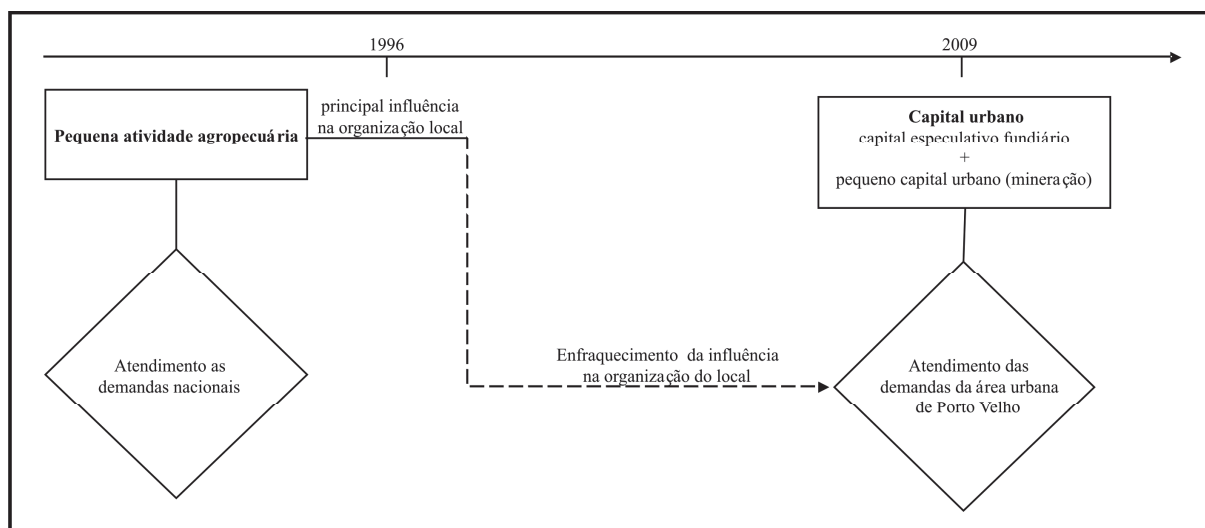 1996
2009
Pequena atividade agropecuária
principal influência
na organização local
Capital urbano
capital especulativo fundiário
+
pequeno capital urbano (mineração)
Atendimento as
demandas nacionais
Enfraquecimento da influência
na organização do local
Atendimento das
demandas da área urbana
de Porto Velho